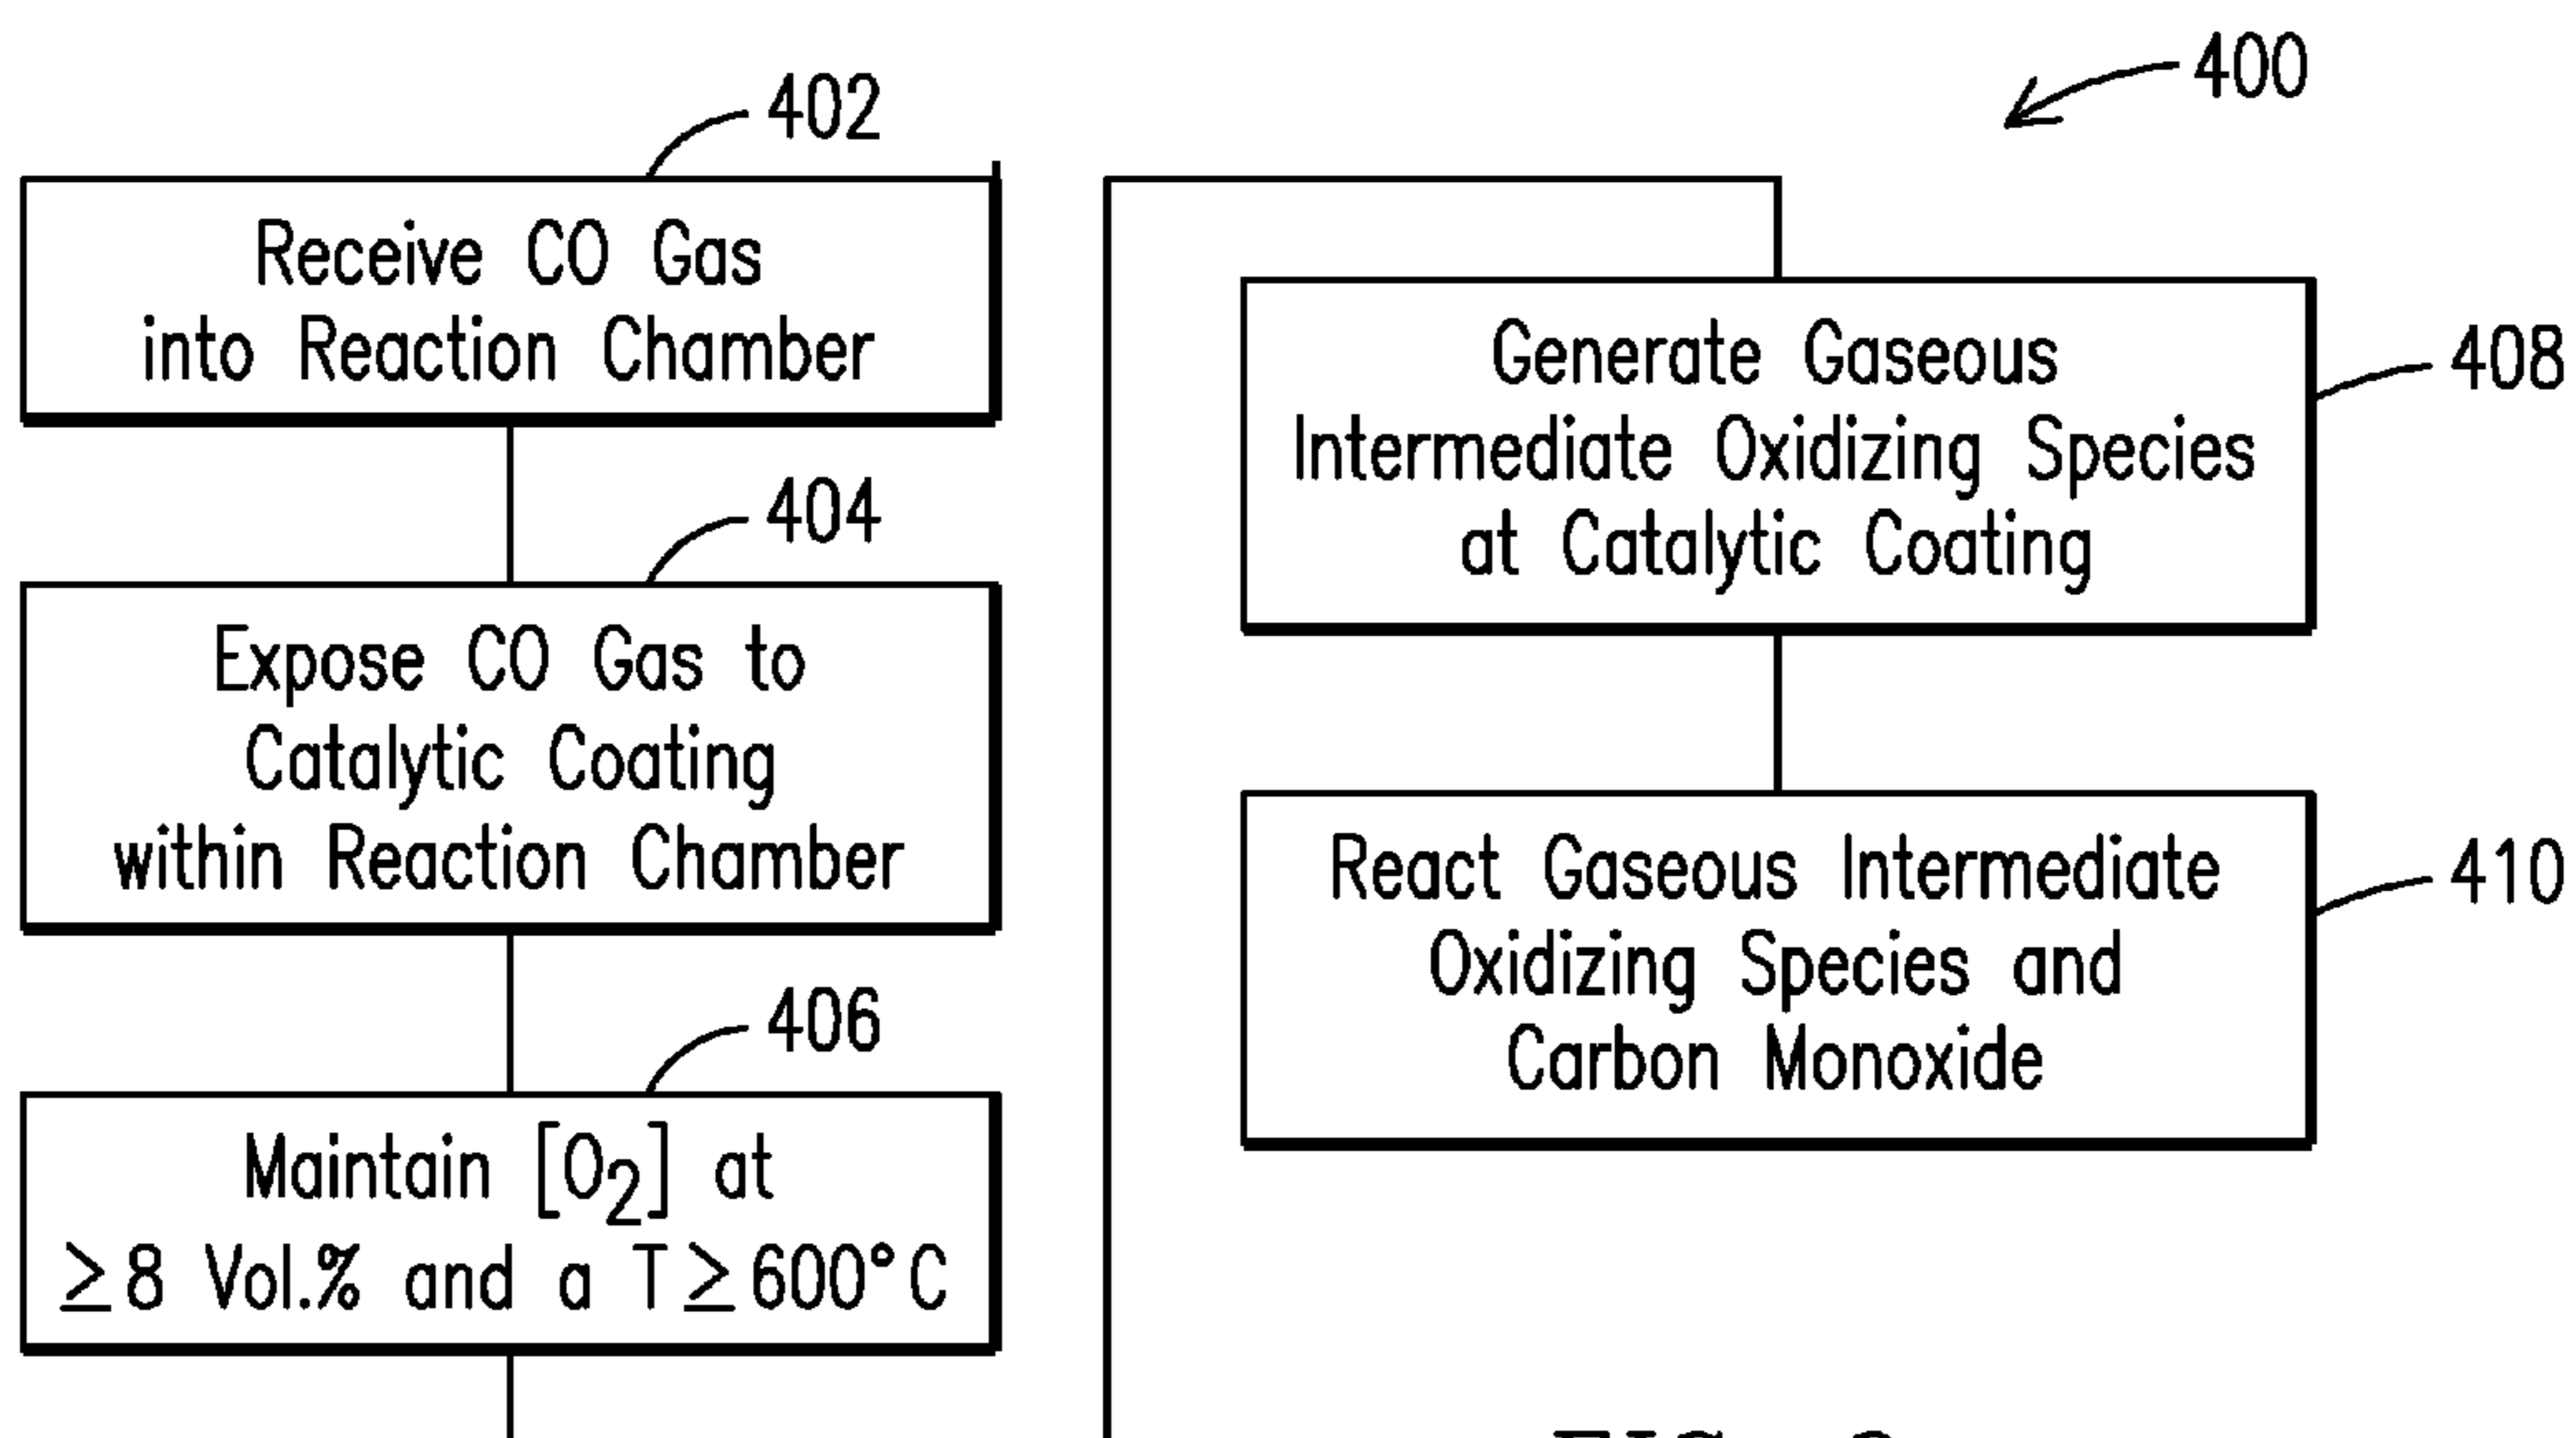 400
402
Receive CO Gas
into Reaction Chamber
404
Expose CO Gas to
Catalytic Coating
within Reaction Chamber
406
Maintain [O₂] at
≥8 Vol.% and a T≥600°C
408
Generate Gaseous
Intermediate Oxidizing Species
at Catalytic Coating
410
React Gaseous Intermediate
Oxidizing Species and
Carbon Monoxide